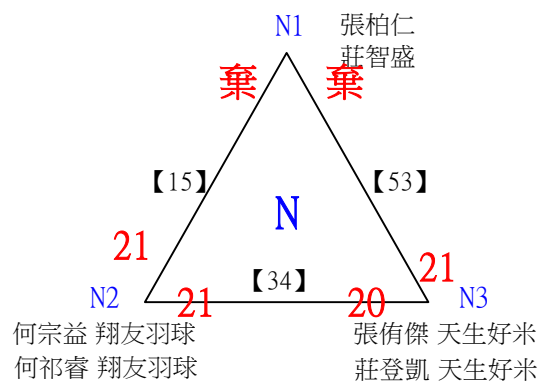 N1 張柏仁
莊智盛
棄 棄
【15】 【53】
N
21 21
【34】
N2 21 20 N3
何宗益 翔友羽球 張侑傑 天生好米
何祁睿 翔友羽球 莊登凱 天生好米